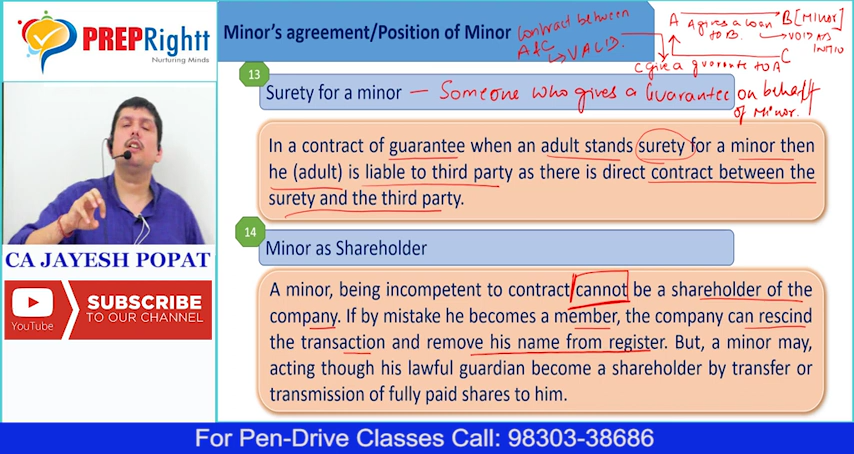 PREPRightt
Nurturing Minds
Minor's agreement/Position of Minor
Contract between
A & C
→ VALID.
A A gives a loan B [MINOR]
to B.
→ VOID AB
INITIO
C give a guarantee to A C
13
Surety for a minor — Someone who gives a Guarantee on behalf
of Minor.
In a contract of guarantee when an adult stands surety for a minor then
he (adult) is liable to third party as there is direct contract between the
surety and the third party.
14
Minor as Shareholder
A minor, being incompetent to contract cannot be a shareholder of the
company. If by mistake he becomes a member, the company can rescind
the transaction and remove his name from register. But, a minor may,
acting though his lawful guardian become a shareholder by transfer or
transmission of fully paid shares to him.
CA JAYESH POPAT
YouTube
SUBSCRIBE
TO OUR CHANNEL
For Pen-Drive Classes Call: 98303-38686